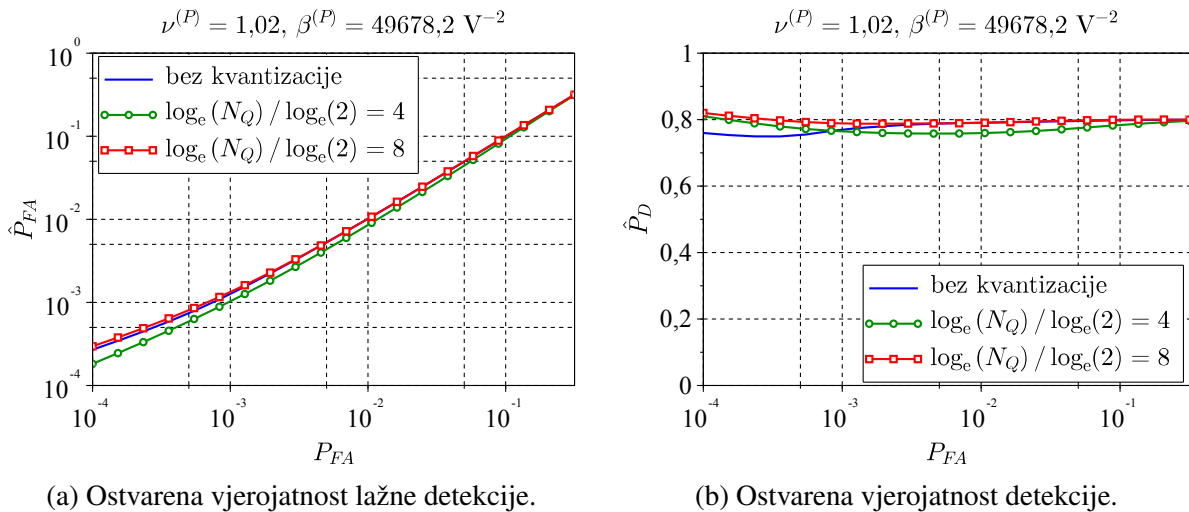 ν^(P) = 1,02, β^(P) = 49678,2 V^−2
10^0
10^-1
10^-2
10^-3
10^-4
P̂_FA
bez kvantizacije
log_e (N_Q) / log_e(2) = 4
log_e (N_Q) / log_e(2) = 8
10^-4
10^-3
10^-2
10^-1
P_FA
(a) Ostvarena vjerojatnost lažne detekcije.
ν^(P) = 1,02, β^(P) = 49678,2 V^−2
1
0,8
0,6
0,4
0,2
0
P̂_D
bez kvantizacije
log_e (N_Q) / log_e(2) = 4
log_e (N_Q) / log_e(2) = 8
10^-4
10^-3
10^-2
10^-1
P_FA
(b) Ostvarena vjerojatnost detekcije.